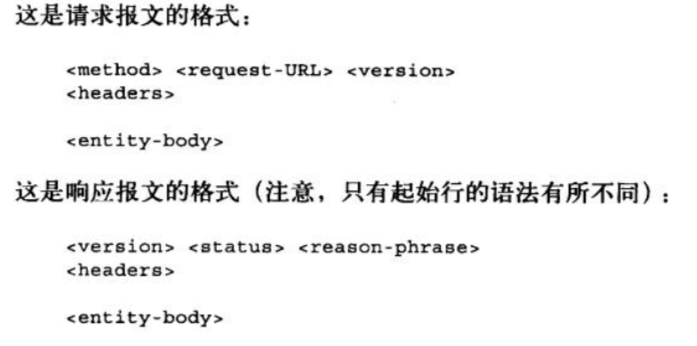 这是请求报文的格式：
<method> <request-URL> <version>
<headers>
<entity-body>
这是响应报文的格式（注意，只有起始行的语法有所不同）：
<version> <status> <reason-phrase>
<headers>
<entity-body>